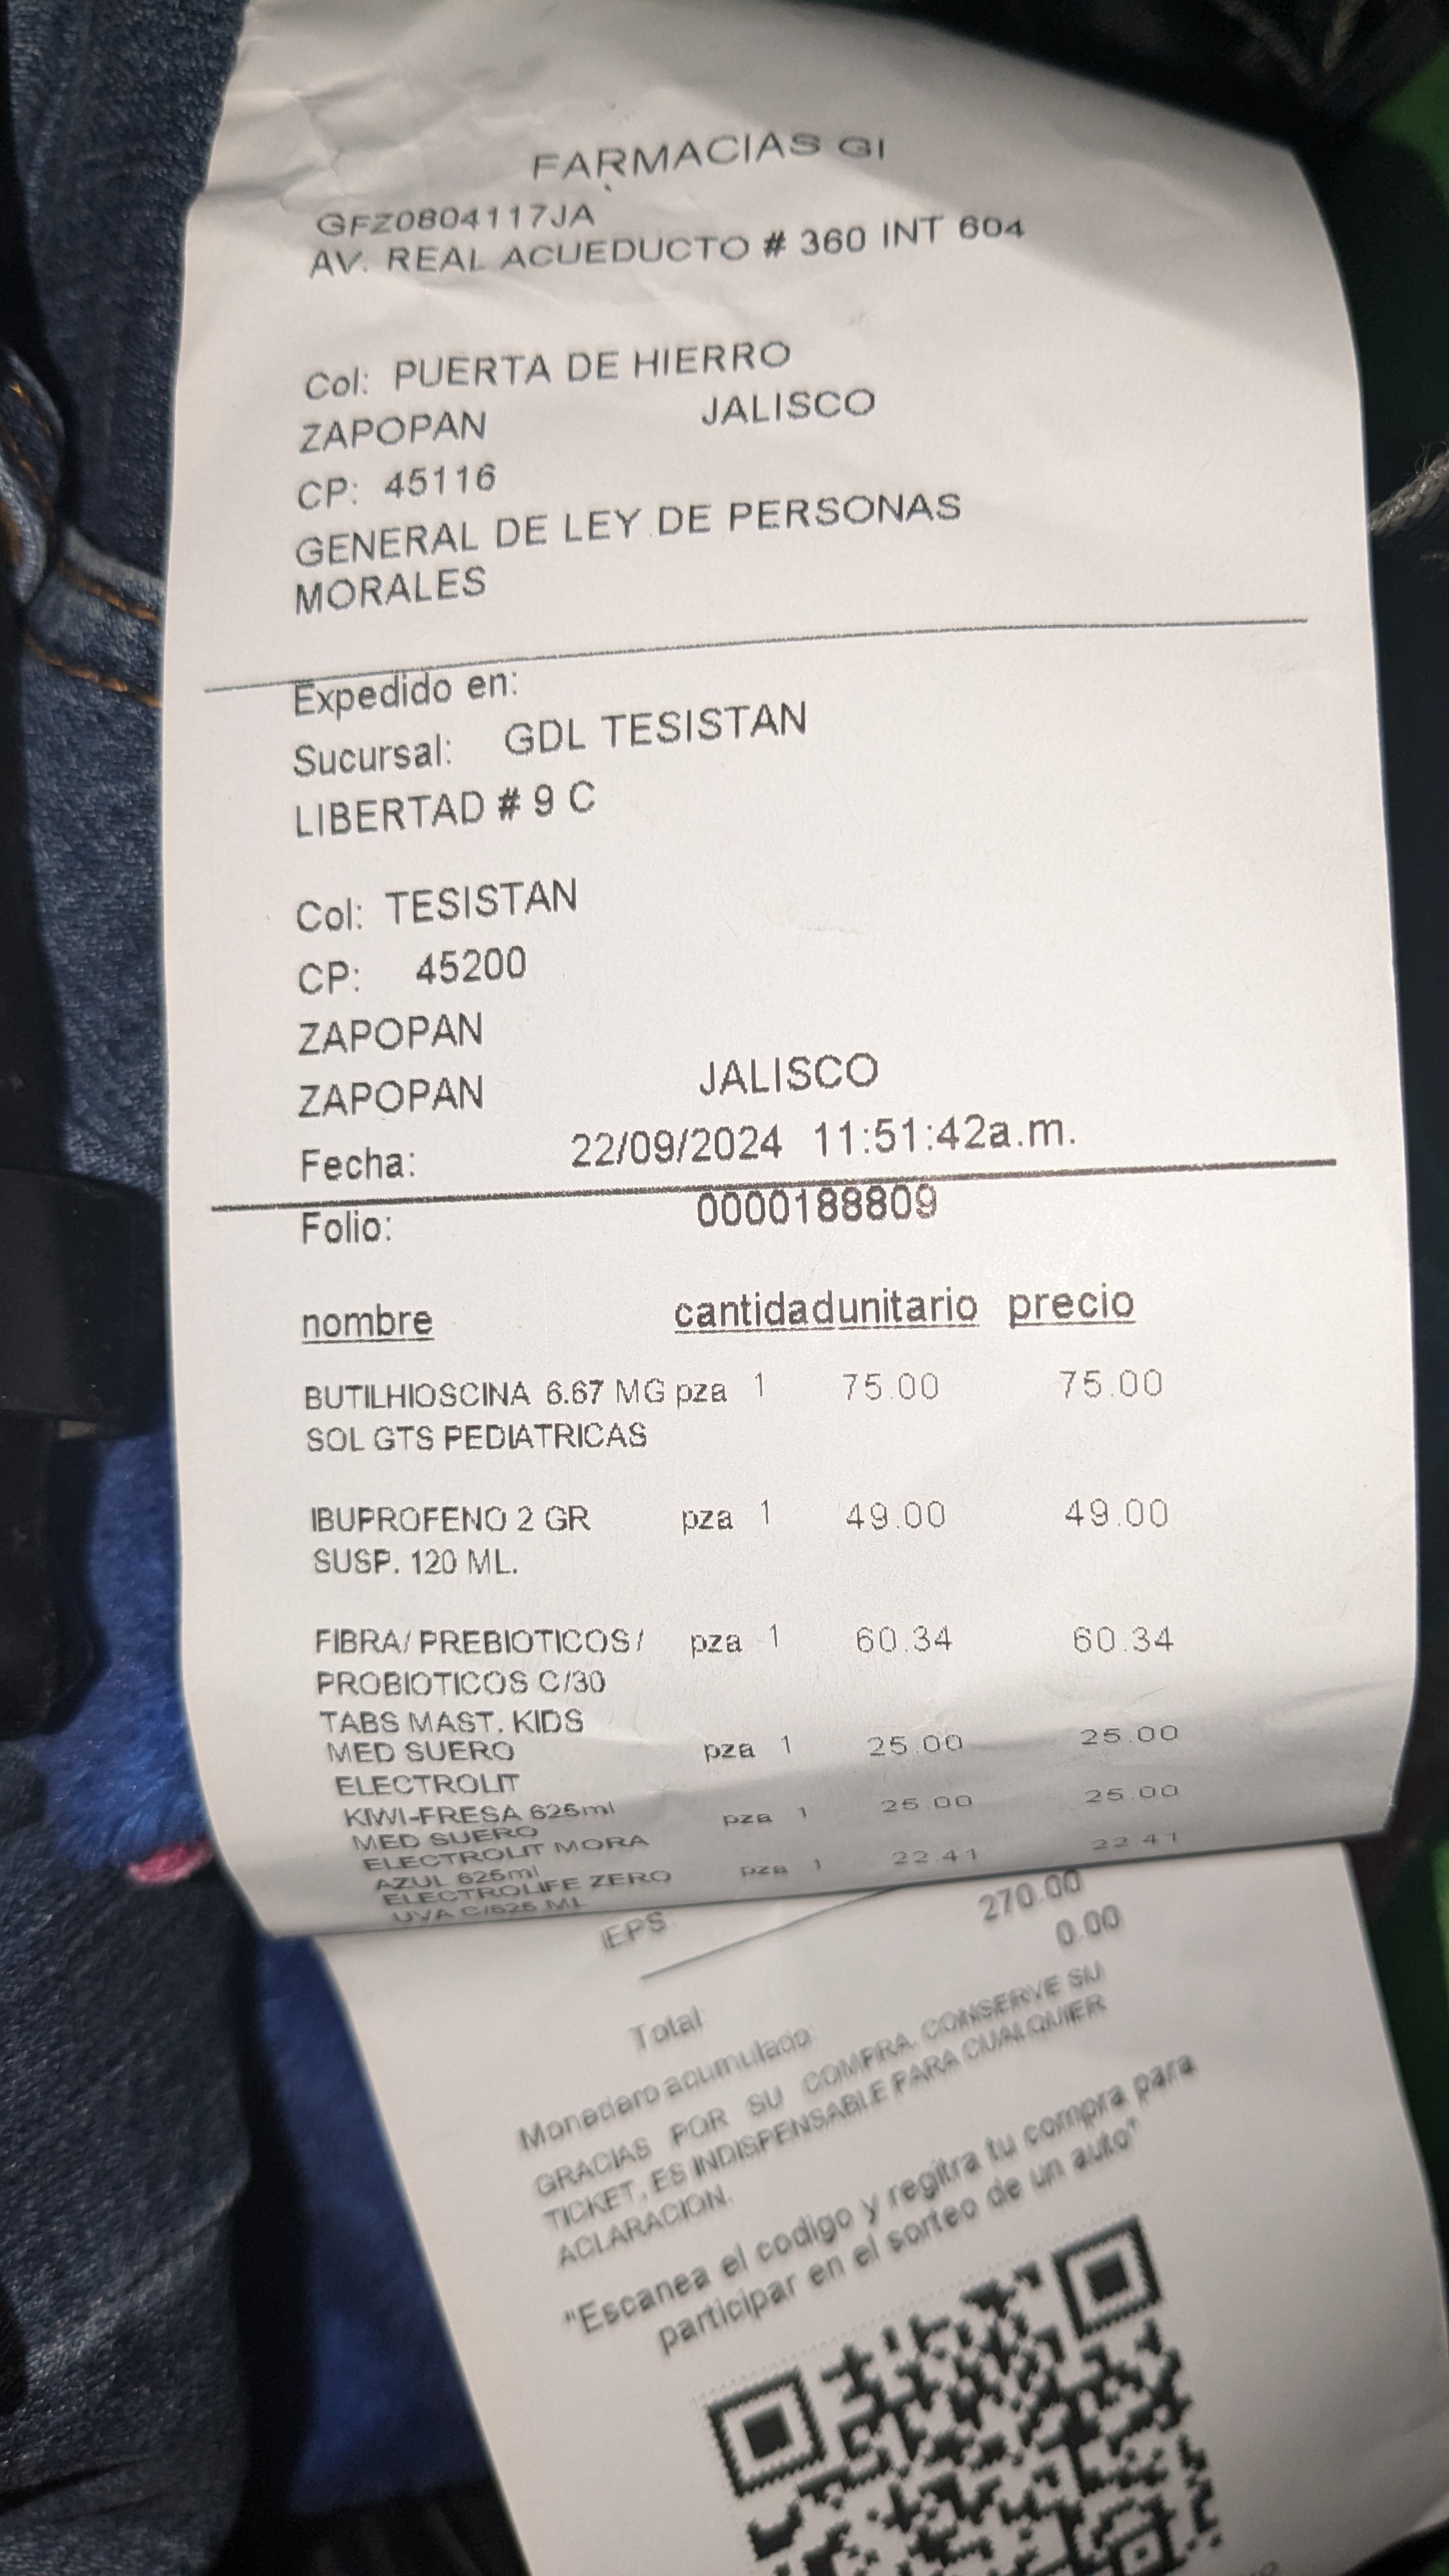 FARMACIAS GI
GFZ0804117JA
AV. REAL ACUEDUCTO # 360 INT 604
Col: PUERTA DE HIERRO
ZAPOPAN JALISCO
CP: 45116
GENERAL DE LEY DE PERSONAS
MORALES
Expedido en:
Sucursal: GDL TESISTAN
LIBERTAD # 9 C
Col: TESISTAN
CP: 45200
ZAPOPAN
ZAPOPAN JALISCO
Fecha: 22/09/2024 11:51:42a.m.
Folio: 0000188809
nombre cantidadunitario precio
BUTILHIOSCINA 6.67 MG pza 1 75.00 75.00
SOL GTS PEDIATRICAS
IBUPROFENO 2 GR pza 1 49.00 49.00
SUSP. 120 ML.
FIBRA/ PREBIOTICOS/ pza 1 60.34 60.34
PROBIOTICOS C/30
TABS MAST. KIDS
MED SUERO pza 1 25.00 25.00
ELECTROLIT
KIWI-FRESA 625ml
MED SUERO pza 1 25.00 25.00
ELECTROLIT MORA
AZUL 625ml
ELECTROLIFE ZERO pza 1 22.41 22.41
UVA C/625 ML
IEPS
Total 270.00
Monedero acumulado 0.00
GRACIAS POR SU COMPRA. CONSERVE SU
TICKET, ES INDISPENSABLE PARA CUALQUIER
ACLARACION.
"Escanea el codigo y regitra tu compra para
participar en el sorteo de un auto"